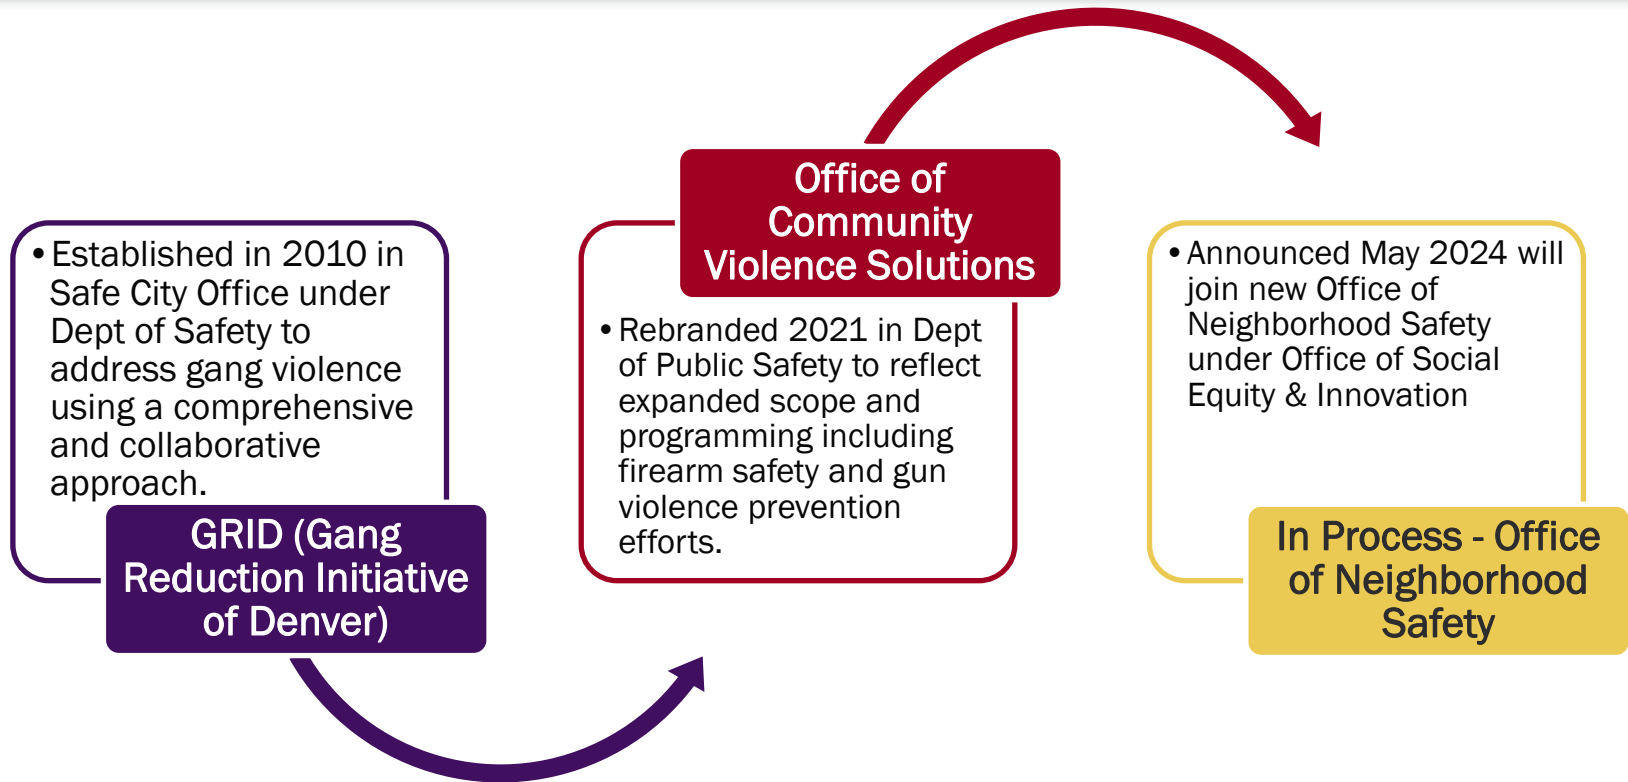 • Established in 2010 in
Safe City Office under
Dept of Safety to
address gang violence
using a comprehensive
and collaborative
approach.
GRID (Gang
Reduction Initiative
of Denver)
Office of
Community
Violence Solutions
• Rebranded 2021 in Dept
of Public Safety to reflect
expanded scope and
programming including
firearm safety and gun
violence prevention
efforts.
• Announced May 2024 will
join new Office of
Neighborhood Safety
under Office of Social
Equity & Innovation
In Process - Office
of Neighborhood
Safety